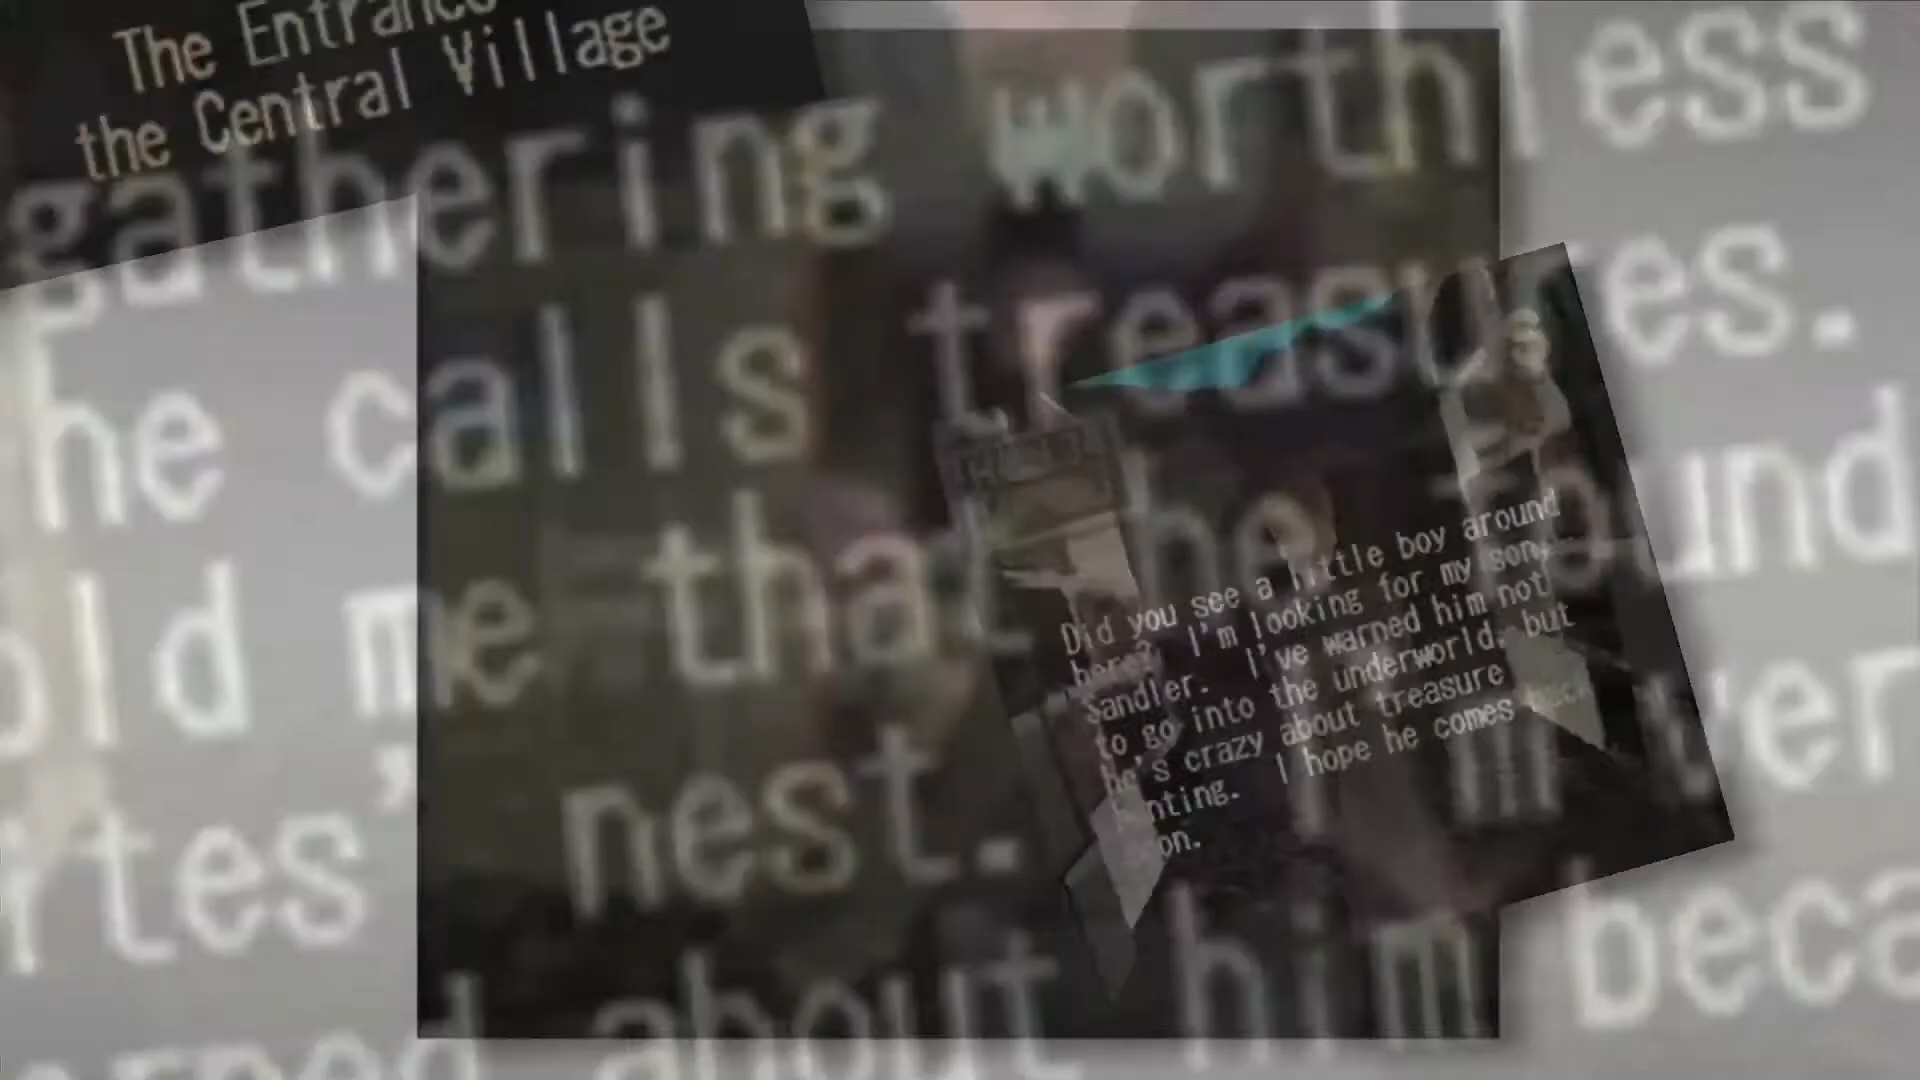 The Entrance
the Central Village
gathering worthless
he calls treasures.
old me that he found
nest. I'm ver
about him beca
Did you see a little boy around
here? I'm looking for my son,
Sandler. I've warned him not
to go into the underworld, but
he's crazy about treasure
hunting. I hope he comes back
soon.